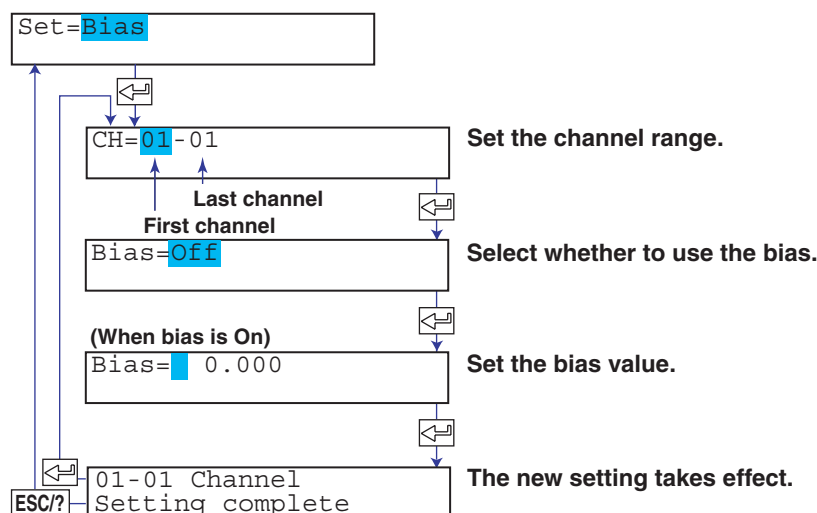 Set=Bias
CH=01-01
Set the channel range.
Last channel
First channel
Bias=Off
Select whether to use the bias.
(When bias is On)
Bias= 0.000
Set the bias value.
01-01 Channel
The new setting takes effect.
ESC/?
Setting complete